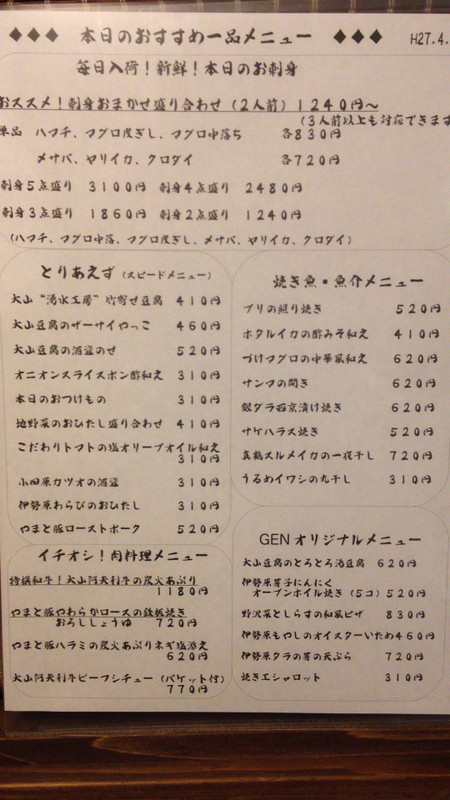 ◆◆◆ 本日のおすすめ一品メニュー ◆◆◆ H27.4.
毎日入荷！新鮮！本日のお刺身
おススメ！刺身おまかせ盛り合わせ（2人前）1240円～
（3人前以上も対応できます
単品 ハマチ、マグロ皮ぎし、マグロ中落ち 各830円
メサバ、ヤリイカ、クロダイ 各720円
刺身5点盛り 3100円 刺身4点盛り 2480円
刺身3点盛り 1860円 刺身2点盛り 1240円
（ハマチ、マグロ中落、マグロ皮ぎし、メサバ、ヤリイカ、クロダイ）
とりあえず（スピードメニュー）
大山“湧水工房”竹寄せ豆腐 410円
大山豆腐のザーサイやっこ 460円
大山豆腐の酒盗のせ 520円
オニオンスライスポン酢和え 310円
本日のおつけもの 310円
地野菜のおひたし盛り合わせ 410円
こだわりトマトの塩オリーブオイル和え
310円
小田原カツオの酒盗 310円
伊勢原わらびのおひたし 310円
やまと豚ローストポーク 520円
イチオシ！肉料理メニュー
特撰和牛！大山阿夫利牛の炭火あぶり
1180円
やまと豚やわらかロースの鉄板焼き
おろししょうゆ 720円
やまと豚ハラミの炭火あぶりネギ塩添え
620円
大山阿夫利牛ビーフシチュー（バケット付）
770円
焼き魚・魚介メニュー
ブリの照り焼き 520円
ホタルイカの酢みそ和え 410円
づけマグロの中華風和え 620円
サンマの開き 620円
銀ダラ西京漬け焼き 620円
サケハラス焼き 520円
真鶴スルメイカの一夜干し 720円
うるめイワシの丸干し 310円
GENオリジナルメニュー
大山豆腐のとろとろ湯豆腐 620円
伊勢原芽子にんにく
オーブンホイル焼き（5コ）520円
野沢菜としらすの和風ピザ 830円
伊勢原もやしのオイスターいため460円
伊勢原タラの芽の天ぷら 720円
焼きエシャロット 310円